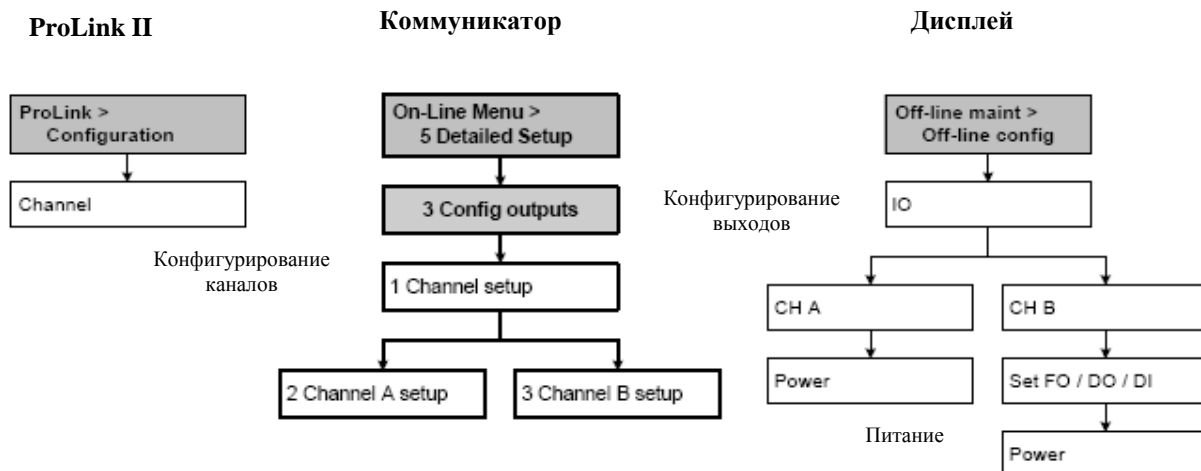 ProLink II
Коммуникатор
Дисплей
ProLink >
Configuration
Channel
On-Line Menu >
5 Detailed Setup
3 Config outputs
Конфигурирование
каналов
1 Channel setup
2 Channel A setup
3 Channel B setup
Off-line maint >
Off-line config
Конфигурирование
выходов
IO
CH A
CH B
Power
Set FO / DO / DI
Питание
Power